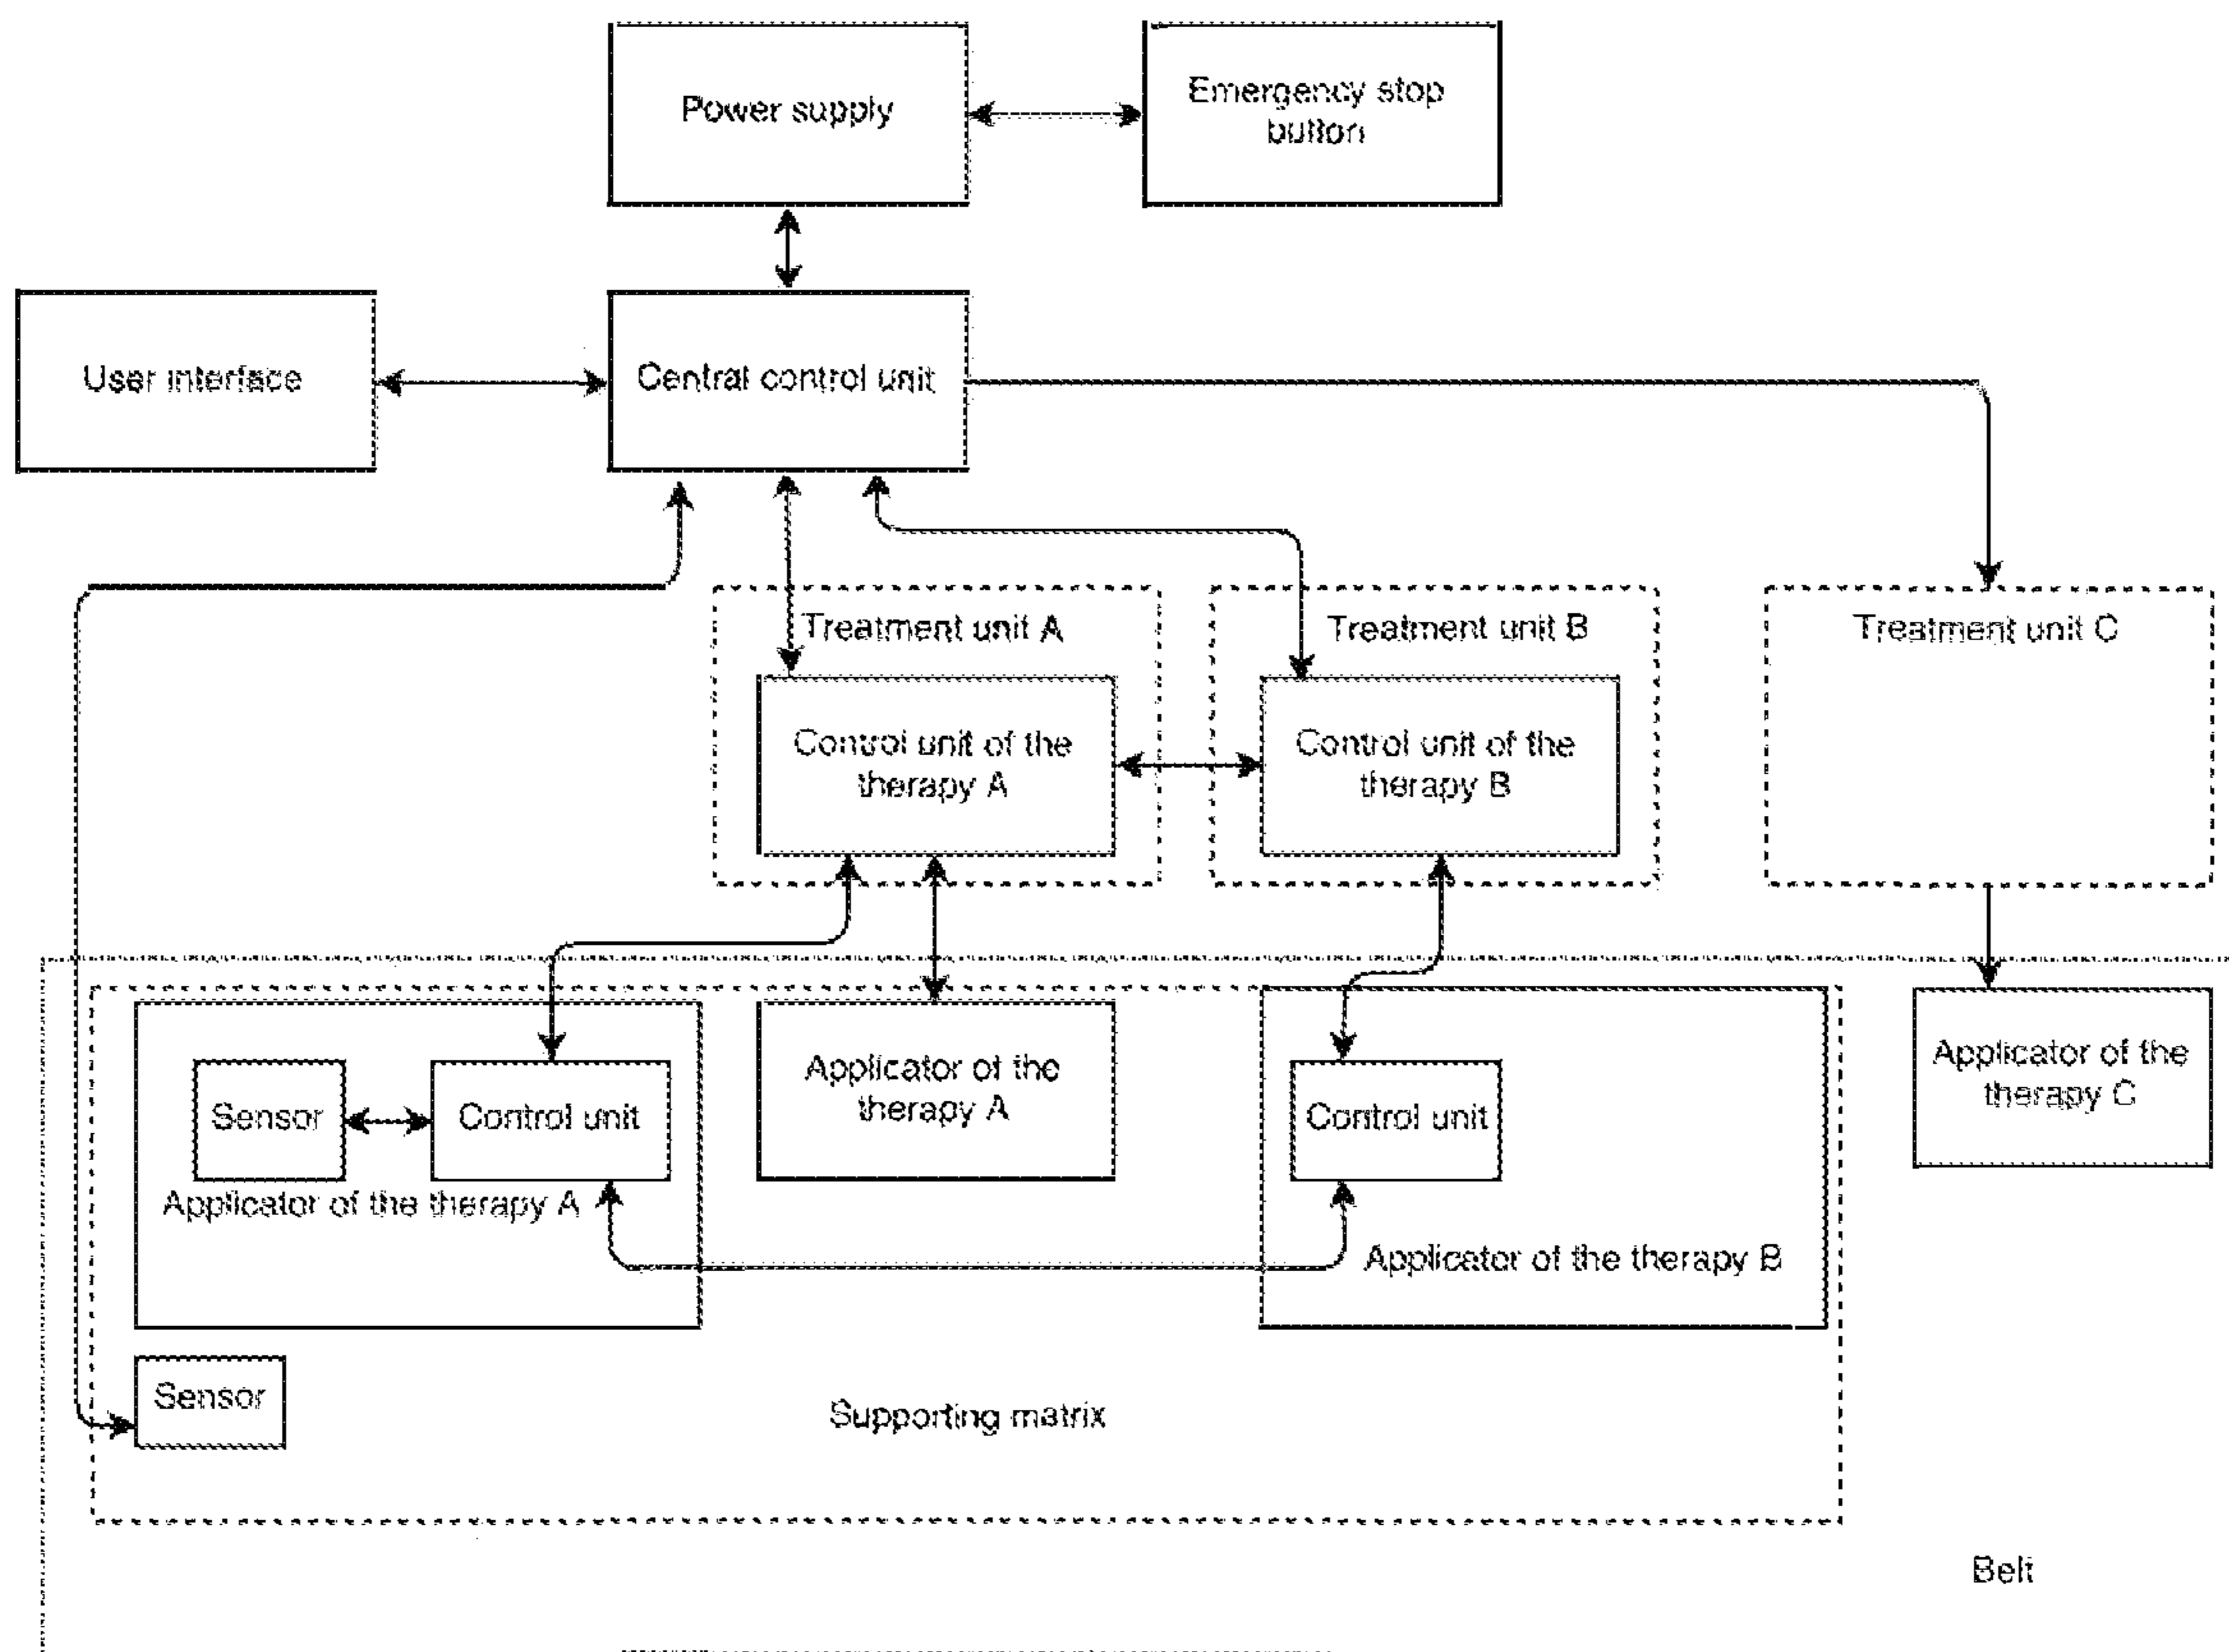 Power supply
Emergency stop
button
User interface
Central control unit
Treatment unit A
Treatment unit B
Treatment unit C
Control unit of the
therapy A
Control unit of the
therapy B
Sensor
Control unit
Applicator of the therapy A
Applicator of the
therapy A
Control unit
Applicator of the therapy B
Applicator of the
therapy C
Sensor
Supporting matrix
Belt